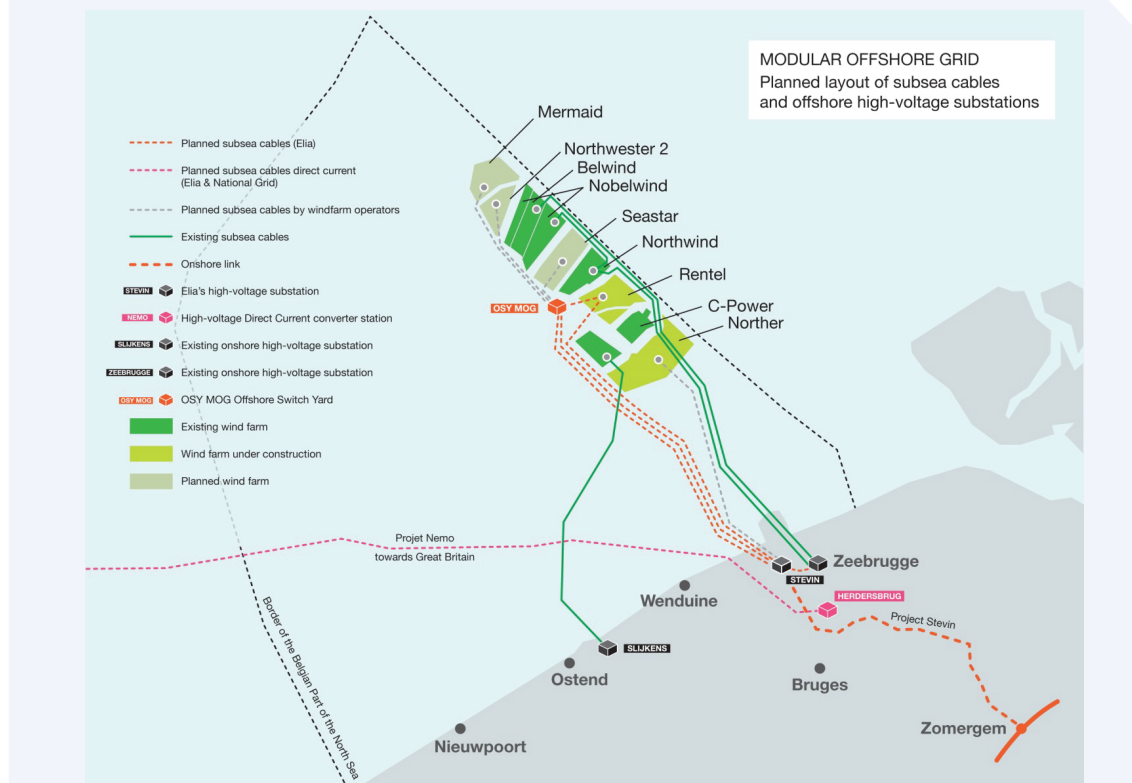 MODULAR OFFSHORE GRID
Planned layout of subsea cables
and offshore high-voltage substations
Mermaid
Northwester 2
Belwind
Nobelwind
Seastar
Northwind
Rentel
C-Power
Norther
OSY MOG
Planned subsea cables (Elia)
Planned subsea cables direct current
(Elia & National Grid)
Planned subsea cables by windfarm operators
Existing subsea cables
Onshore link
STEVIN Elia's high-voltage substation
NEMO High-voltage Direct Current converter station
SLIJKENS Existing onshore high-voltage substation
ZEEBRUGGE Existing onshore high-voltage substation
OSY MOG OSY MOG Offshore Switch Yard
Existing wind farm
Wind farm under construction
Planned wind farm
Projet Nemo
towards Great Britain
Border of the Belgian Part of the North Sea
Zeebrugge
STEVIN
HERDERSBRUG
Wenduine
Project Stevin
SLIJKENS
Ostend
Bruges
Zomergem
Nieuwpoort